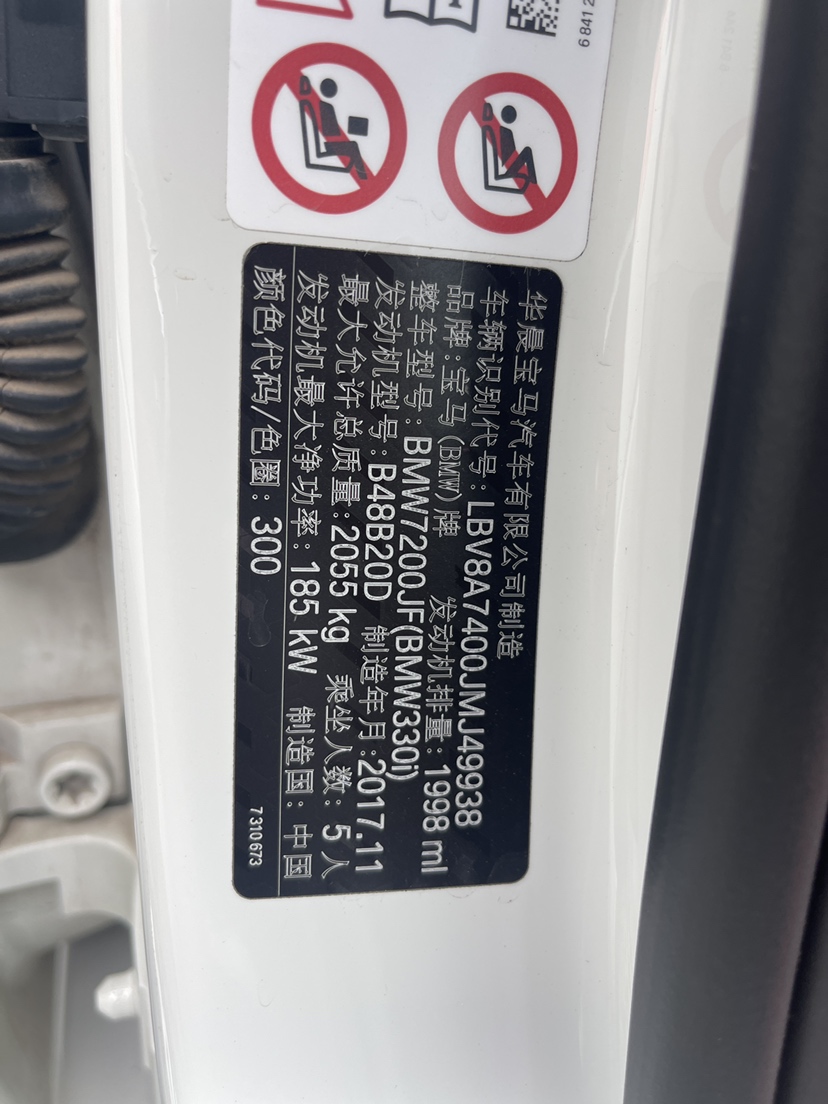 6 841 2
华晨宝马汽车有限公司制造
车辆识别代号:LBV8A7400JMJ49938
品牌:宝马(BMW)牌 发动机排量:1998 ml
整车型号:BMW7200JF(BMW330i)
发动机型号:B48B20D 制造年月:2017.11
最大允许总质量:2055 kg 乘坐人数:5人
发动机最大净功率:185 kW 制造国:中国
颜色代码/色圈:300
7 310 673